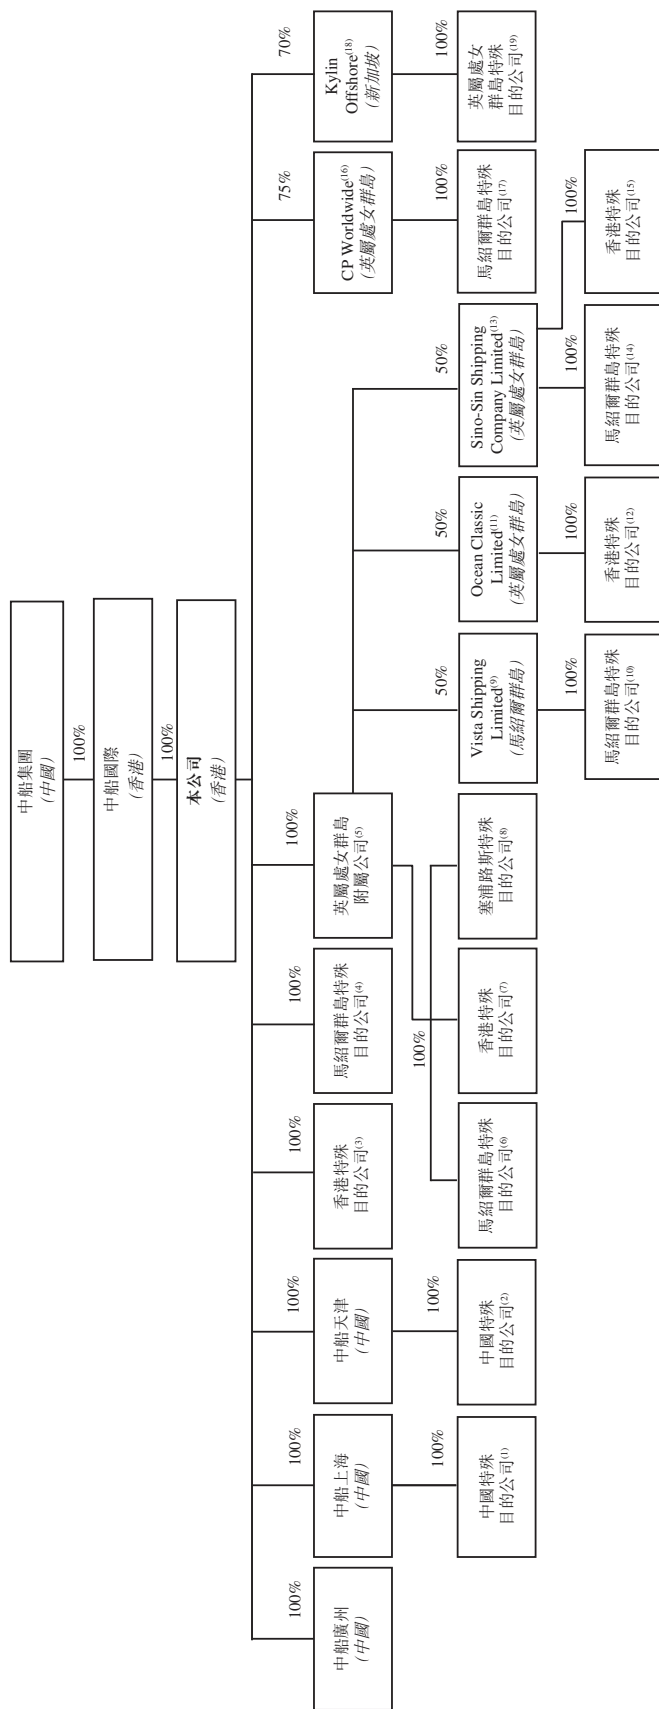 中船集團
(中國)
100%
中船國際
(香港)
100%
本公司
(香港)
100%
100%
100%
100%
100%
100%
75%
70%
中船廣州
(中國)
中船上海
(中國)
中船天津
(中國)
香港特殊
目的公司(3)
馬紹爾群島特殊
目的公司(4)
英屬處女群島
附屬公司(5)
CP Worldwide(16)
(英屬處女群島)
Kylin
Offshore(18)
(新加坡)
100%
100%
100%
50%
50%
50%
100%
100%
中國特殊
目的公司(1)
中國特殊
目的公司(2)
馬紹爾群島特殊
目的公司(6)
香港特殊
目的公司(7)
塞浦路斯特殊
目的公司(8)
Vista Shipping
Limited(9)
(馬紹爾群島)
Ocean Classic
Limited(11)
(英屬處女群島)
Sino-Sin Shipping
Company Limited(13)
(英屬處女群島)
馬紹爾群島特殊
目的公司(17)
英屬處女
群島特殊
目的公司(19)
100%
100%
100%
100%
馬紹爾群島特殊
目的公司(10)
香港特殊
目的公司(12)
馬紹爾群島特殊
目的公司(14)
香港特殊
目的公司(15)